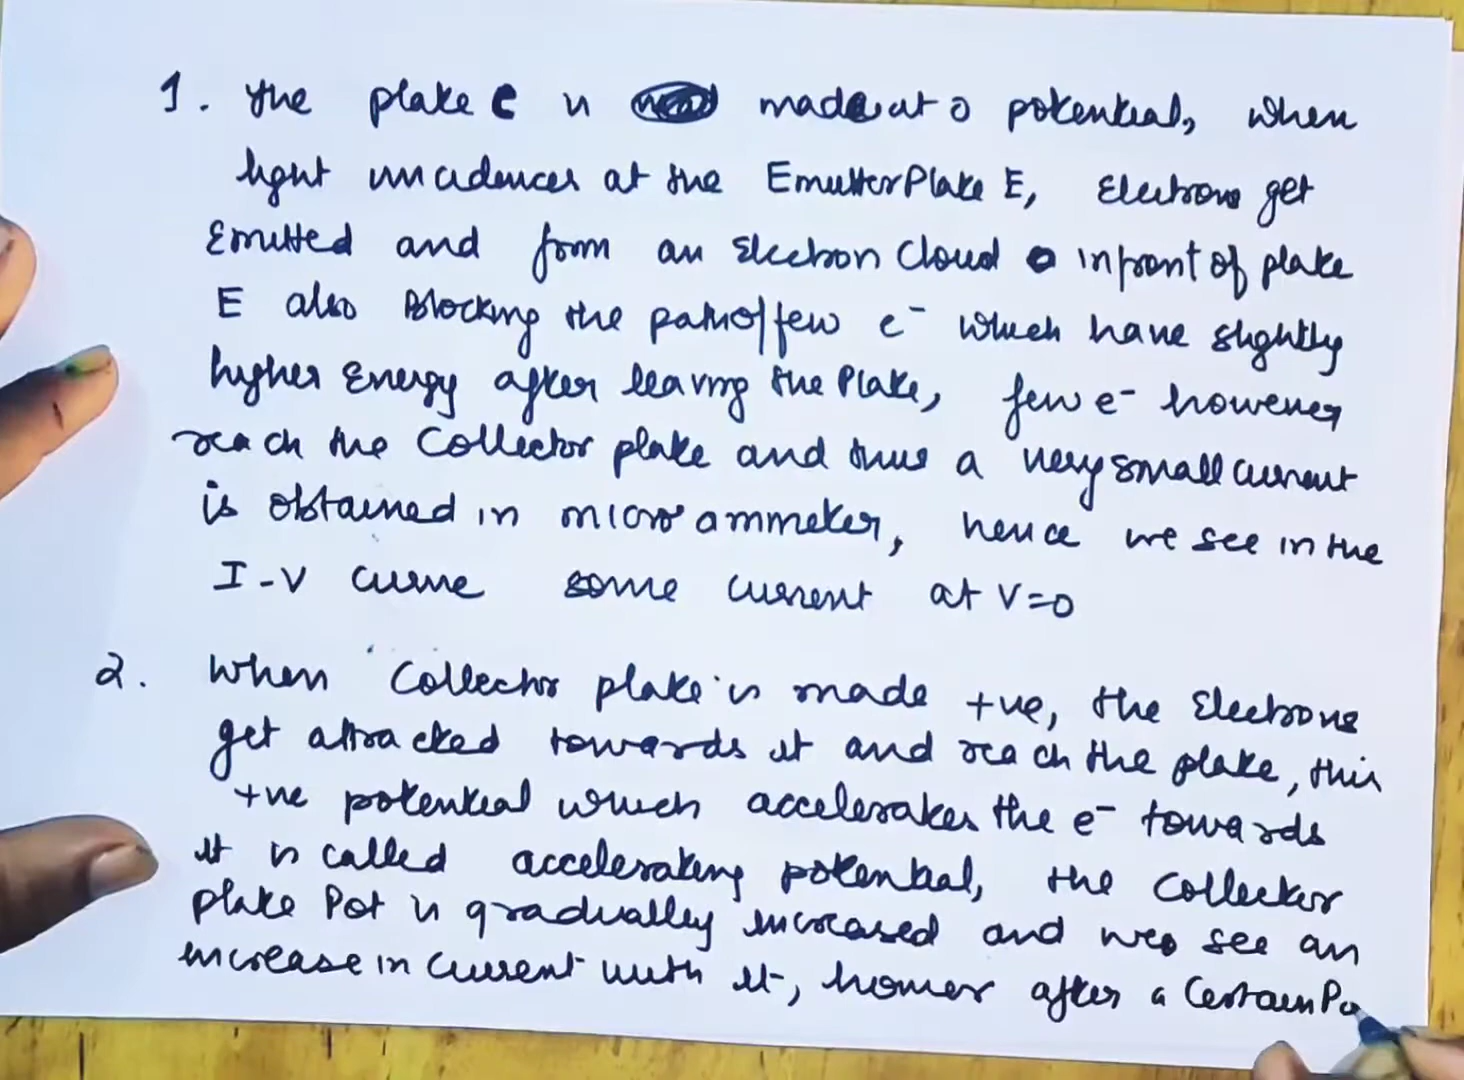 1. The plate C is made at 0 potential, when
light incidences at the Emitter Plate E, Electrons get
Emitted and form an Electron Cloud infront of plate
E also Blocking the path of few e⁻ which have slightly
higher Energy after leaving the Plate, few e⁻ however
reach the Collector plate and thus a very small current
is obtained in micro ammeter, hence we see in the
I-V curve some current at V=0
2. When Collector plate is made +ve, the Electrons
get attracted towards it and reach the plate, this
+ve potential which accelerates the e⁻ towards
it is called accelerating potential, the Collector
plate Pot is gradually increased and we see an
increase in current with it, homer after a Certain Po